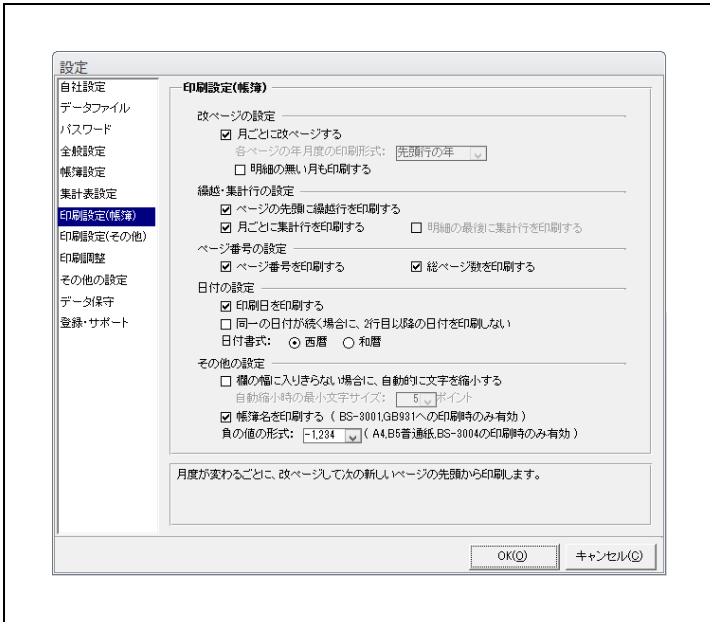 設定
自社設定
データファイル
パスワード
全般設定
帳簿設定
集計表設定
印刷設定(帳簿)
印刷設定(その他)
印刷調整
その他の設定
データ保守
登録・サポート
印刷設定(帳簿)
改ページの設定
月ごとに改ページする
各ページの年月度の印刷形式: 先頭行の年
明細の無い月も印刷する
繰越・集計行の設定
ページの先頭に繰越行を印刷する
月ごとに集計行を印刷する 明細の最後に集計行を印刷する
ページ番号の設定
ページ番号を印刷する 総ページ数を印刷する
日付の設定
印刷日を印刷する
同一の日付が続く場合に、2行目以降の日付を印刷しない
日付書式: 西暦 和暦
その他の設定
欄の幅に入りきらない場合に、自動的に文字を縮小する
自動縮小時の最小文字サイズ: 5 ポイント
帳簿名を印刷する ( BS-3001,GB931への印刷時のみ有効 )
負の値の形式: -1,234 ( A4,B5普通紙,BS-3004の印刷時のみ有効 )
月度が変わるごとに、改ページして次の新しいページの先頭から印刷します。
OK(O) キャンセル(C)